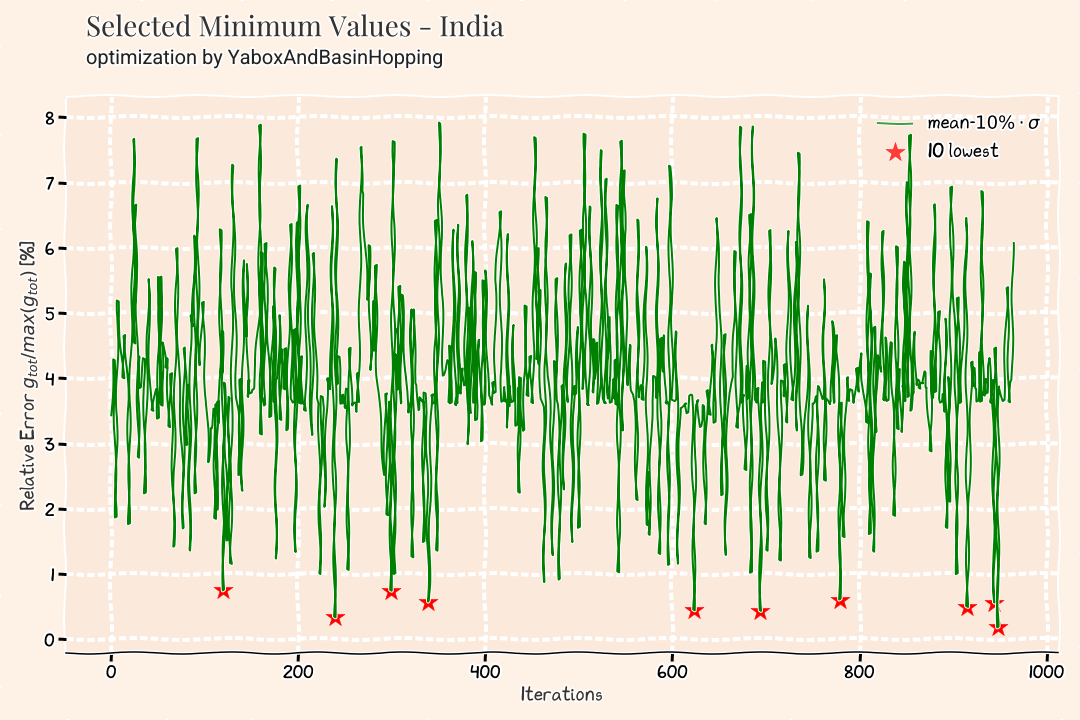 Selected Minimum Values - India
optimization by YaboxAndBasinHopping
mean-10% · σ
10 lowest
Relative Error g_tot/max(g_tot) [%]
8
7
6
5
4
3
2
1
0
0 200 400 600 800 1000
Iterations